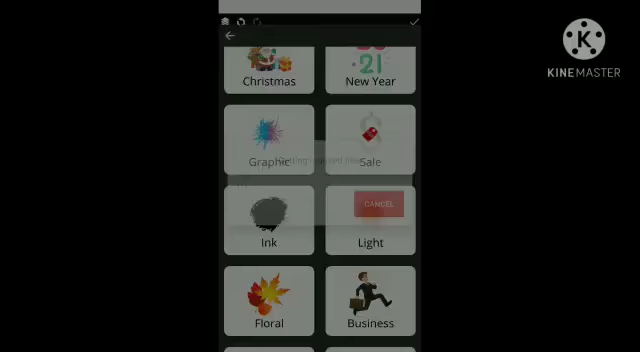 KINEMASTER
21
Christmas
New Year
Graphic
Sale
CANCEL
Ink
Light
Floral
Business